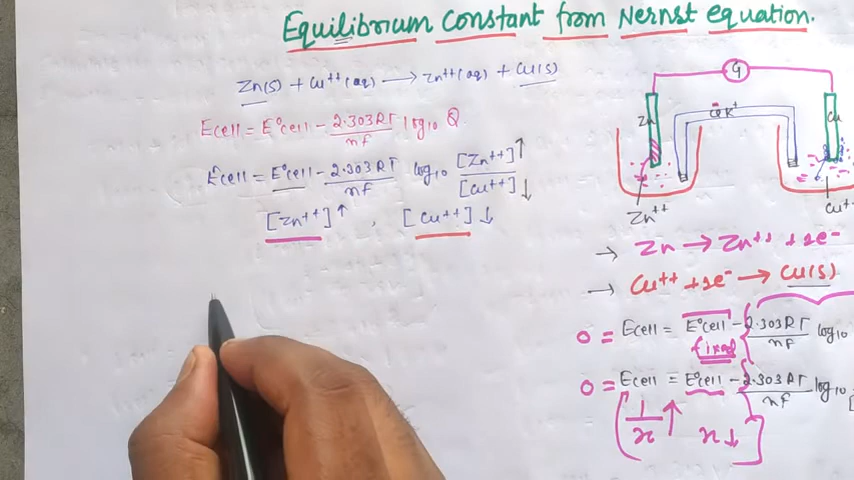 Equilibrium Constant from Nernst equation.
Zn(s) + Cu++(aq) → Zn++(aq) + Cu(s)
Ecell = E°cell - 2.303RT/nF log10 Q
Ecell = E°cell - 2.303RT/nF log10 [Zn++]↑/[Cu++]↓
[Zn++]↑ , [Cu++]↓
G
Zn
Cu
Zn++
Cu++
→ Zn → Zn++ + 2e-
→ Cu++ + 2e- → Cu(s)
0 = Ecell = E°cell - 2.303RT/nF log10
fixed
0 = Ecell = E°cell - 2.303RT/nF log10
1/x ↑ x↓